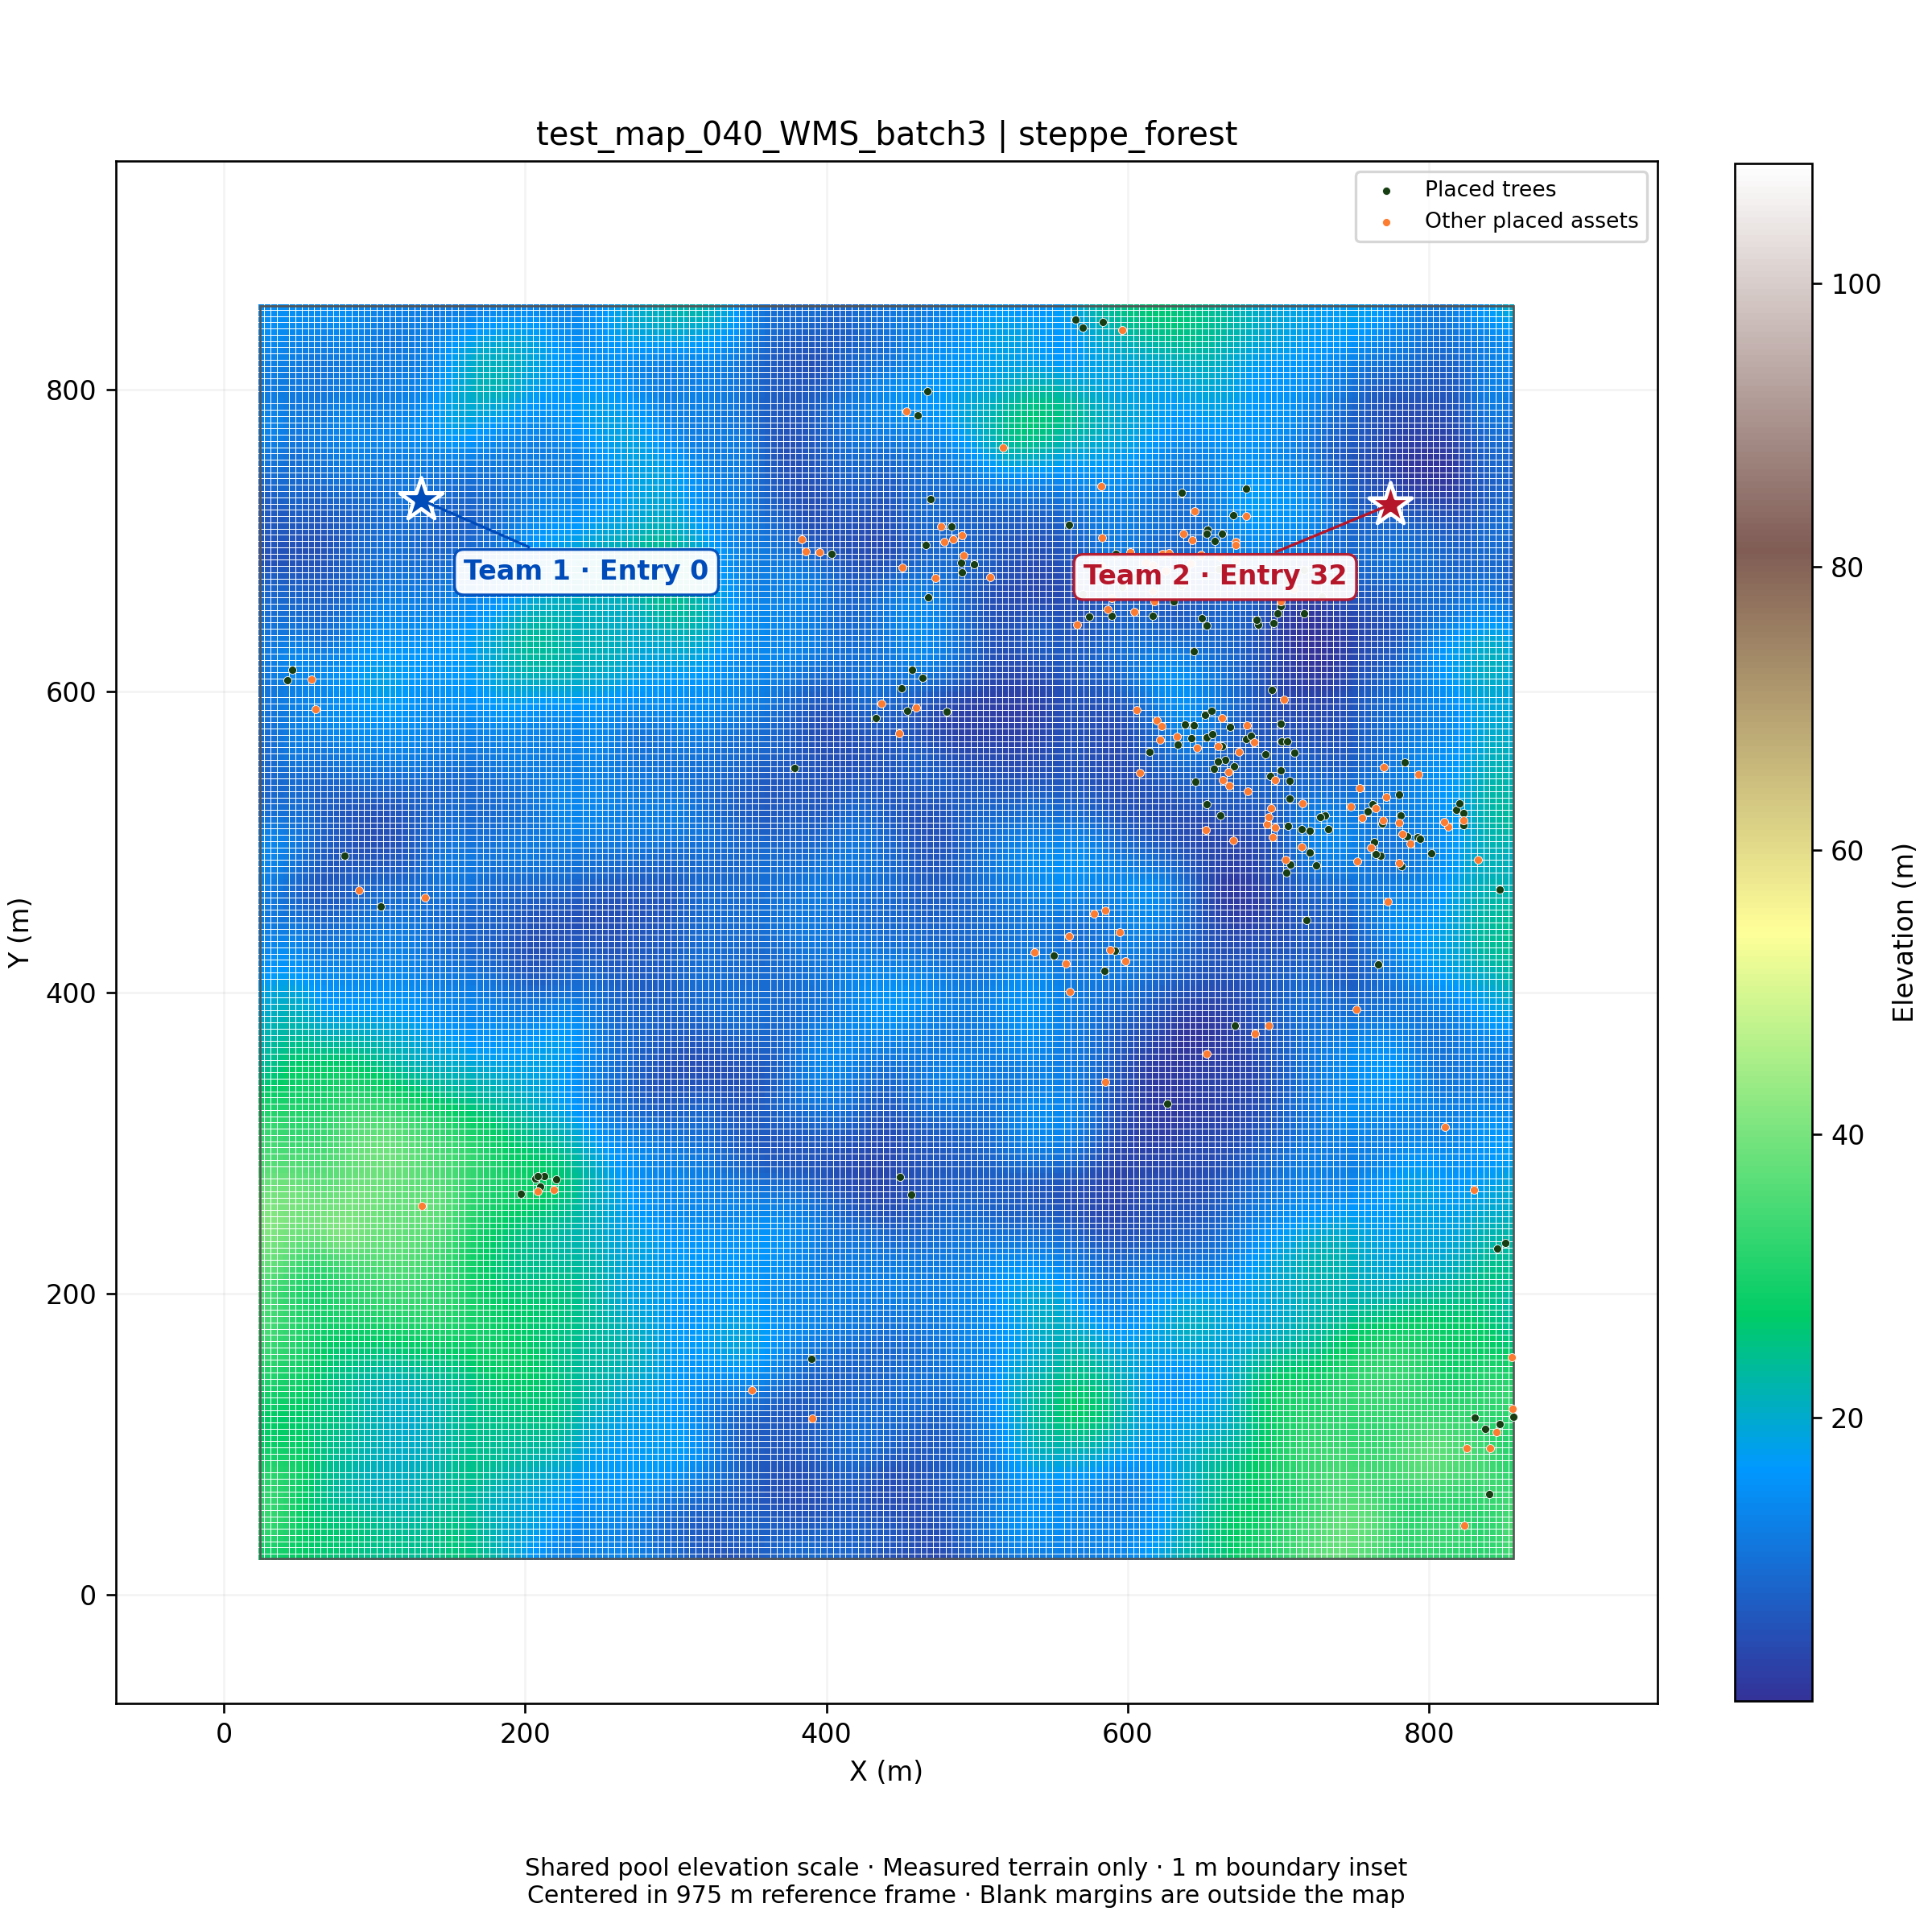 test_map_040_WMS_batch3 | steppe_forest
Placed trees
Other placed assets
Team 1 · Entry 0
Team 2 · Entry 32
800
600
400
200
0
Y (m)
0
200
400
600
800
X (m)
100
80
60
40
20
Elevation (m)
Shared pool elevation scale · Measured terrain only · 1 m boundary inset
Centered in 975 m reference frame · Blank margins are outside the map